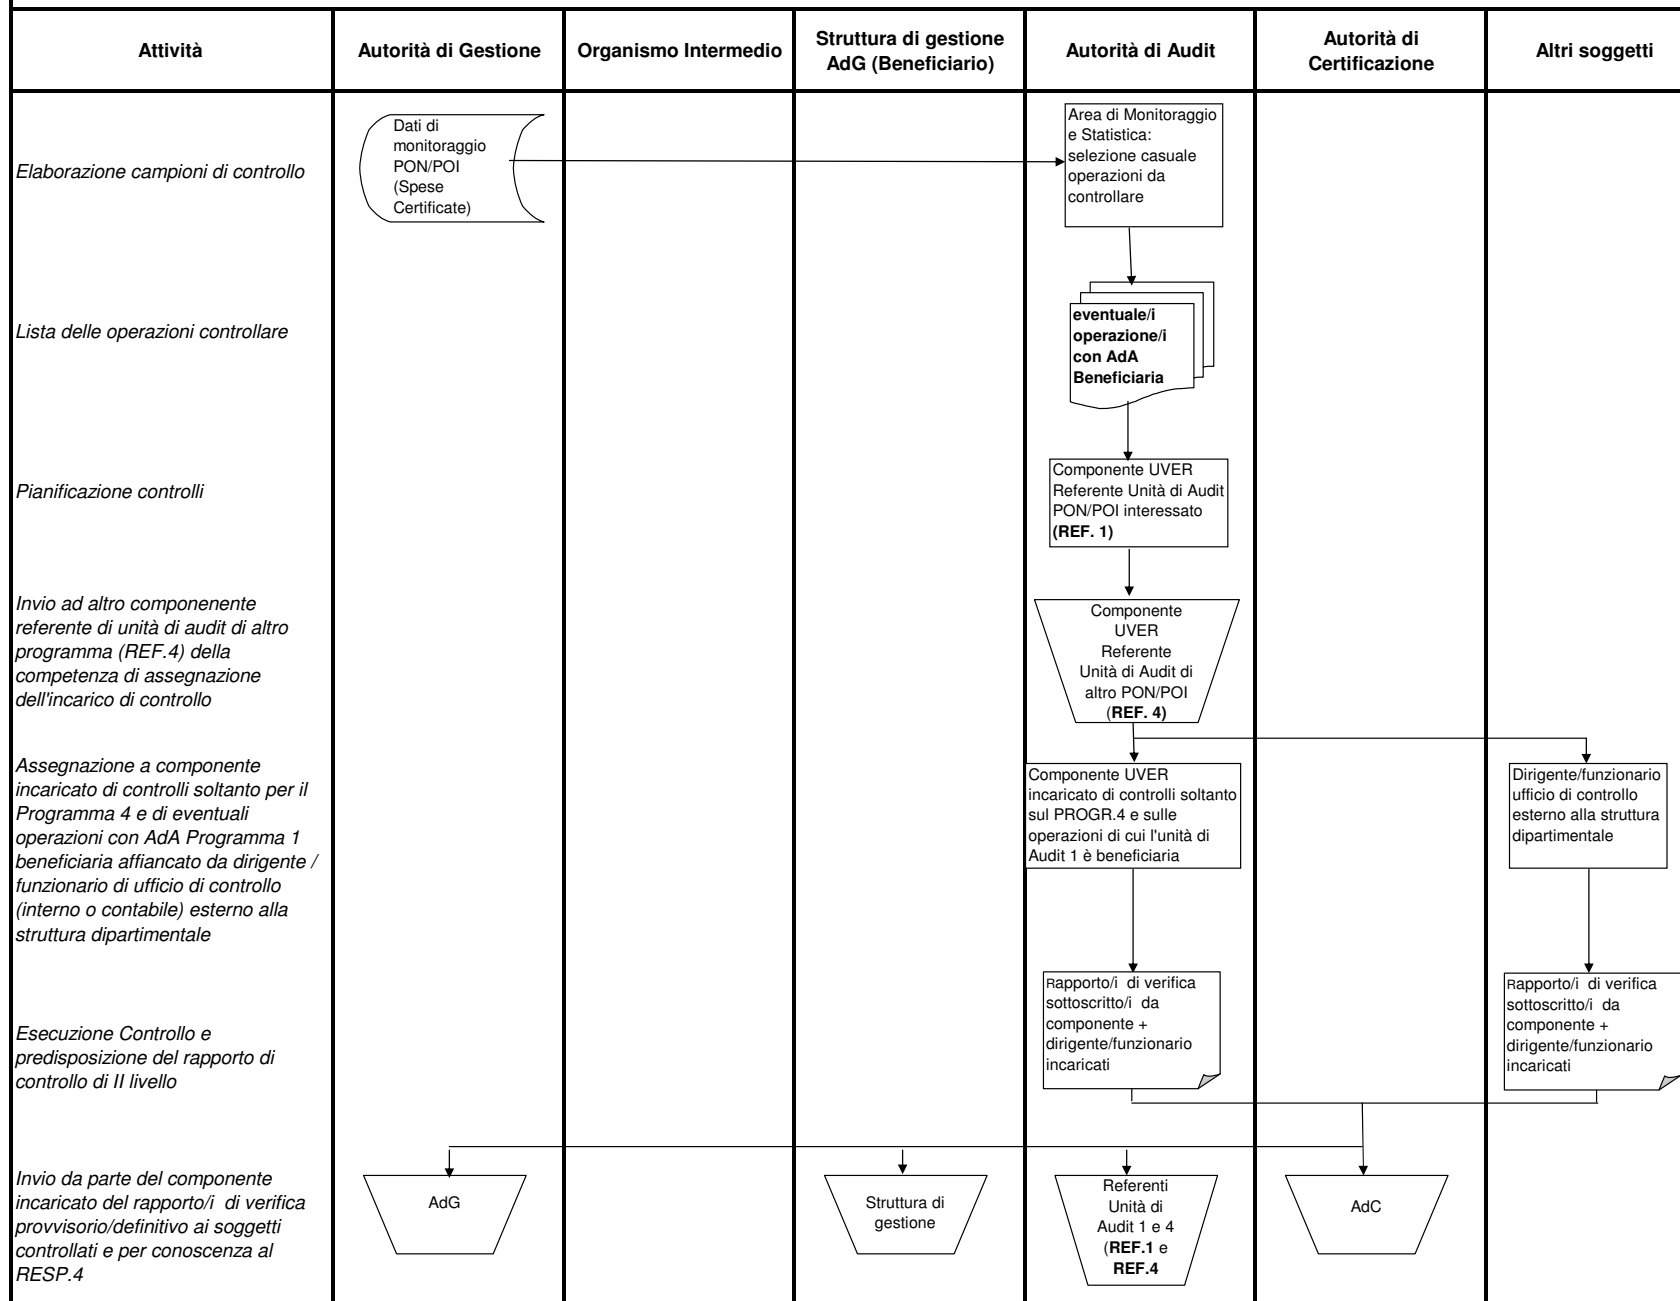 Attività
Autorità di Gestione
Organismo Intermedio
Struttura di gestione
AdG (Beneficiario)
Autorità di Audit
Autorità di
Certificazione
Altri soggetti
Elaborazione campioni di controllo
Dati di
monitoraggio
PON/POI
(Spese
Certificate)
Area di Monitoraggio
e Statistica:
selezione casuale
operazioni da
controllare
Lista delle operazioni controllare
eventuale/i
operazione/i
con AdA
Beneficiaria
Pianificazione controlli
Componente UVER
Referente Unità di Audit
PON/POI interessato
(REF. 1)
Invio ad altro componenente
referente di unità di audit di altro
programma (REF.4) della
competenza di assegnazione
dell'incarico di controllo
Componente
UVER
Referente
Unità di Audit di
altro PON/POI
(REF. 4)
Assegnazione a componente
incaricato di controlli soltanto per il
Programma 4 e di eventuali
operazioni con AdA Programma 1
beneficiaria affiancato da dirigente /
funzionario di ufficio di controllo
(interno o contabile) esterno alla
struttura dipartimentale
Componente UVER
incaricato di controlli soltanto
sul PROGR.4 e sulle
operazioni di cui l'unità di
Audit 1 è beneficiaria
Dirigente/funzionario
ufficio di controllo
esterno alla struttura
dipartimentale
Esecuzione Controllo e
predisposizione del rapporto di
controllo di II livello
Rapporto/i di verifica
sottoscritto/i da
componente +
dirigente/funzionario
incaricati
Rapporto/i di verifica
sottoscritto/i da
componente +
dirigente/funzionario
incaricati
Invio da parte del componente
incaricato del rapporto/i di verifica
provvisorio/definitivo ai soggetti
controllati e per conoscenza al
RESP.4
AdG
Struttura di
gestione
Referenti
Unità di
Audit 1 e 4
(REF.1 e
REF.4
AdC